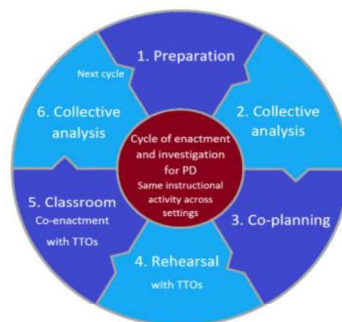 1. Preparation
2. Collective
analysis
3. Co-planning
4. Rehearsal
with TTOs
5. Classroom
Co-enactment
with TTOs
6. Collective
analysis
Next cycle
Cycle of enactment
and investigation
for PD
Same instructional
activity across
settings